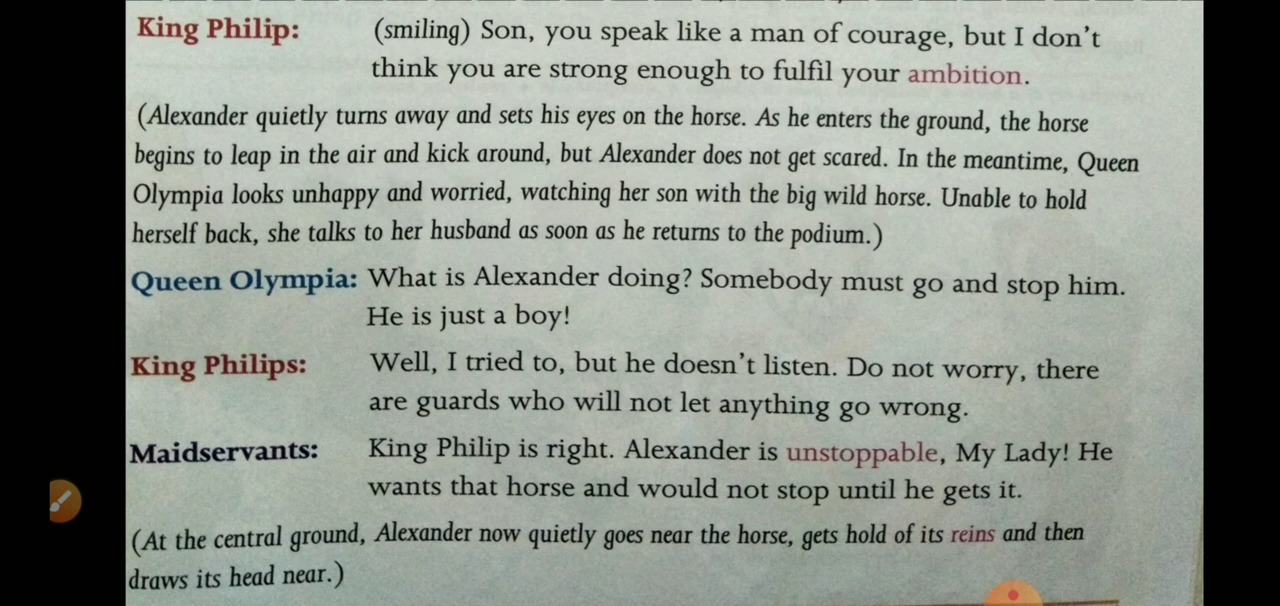 King Philip: (smiling) Son, you speak like a man of courage, but I don't
think you are strong enough to fulfil your ambition.
(Alexander quietly turns away and sets his eyes on the horse. As he enters the ground, the horse
begins to leap in the air and kick around, but Alexander does not get scared. In the meantime, Queen
Olympia looks unhappy and worried, watching her son with the big wild horse. Unable to hold
herself back, she talks to her husband as soon as he returns to the podium.)
Queen Olympia: What is Alexander doing? Somebody must go and stop him.
He is just a boy!
King Philips: Well, I tried to, but he doesn't listen. Do not worry, there
are guards who will not let anything go wrong.
Maidservants: King Philip is right. Alexander is unstoppable, My Lady! He
wants that horse and would not stop until he gets it.
(At the central ground, Alexander now quietly goes near the horse, gets hold of its reins and then
draws its head near.)